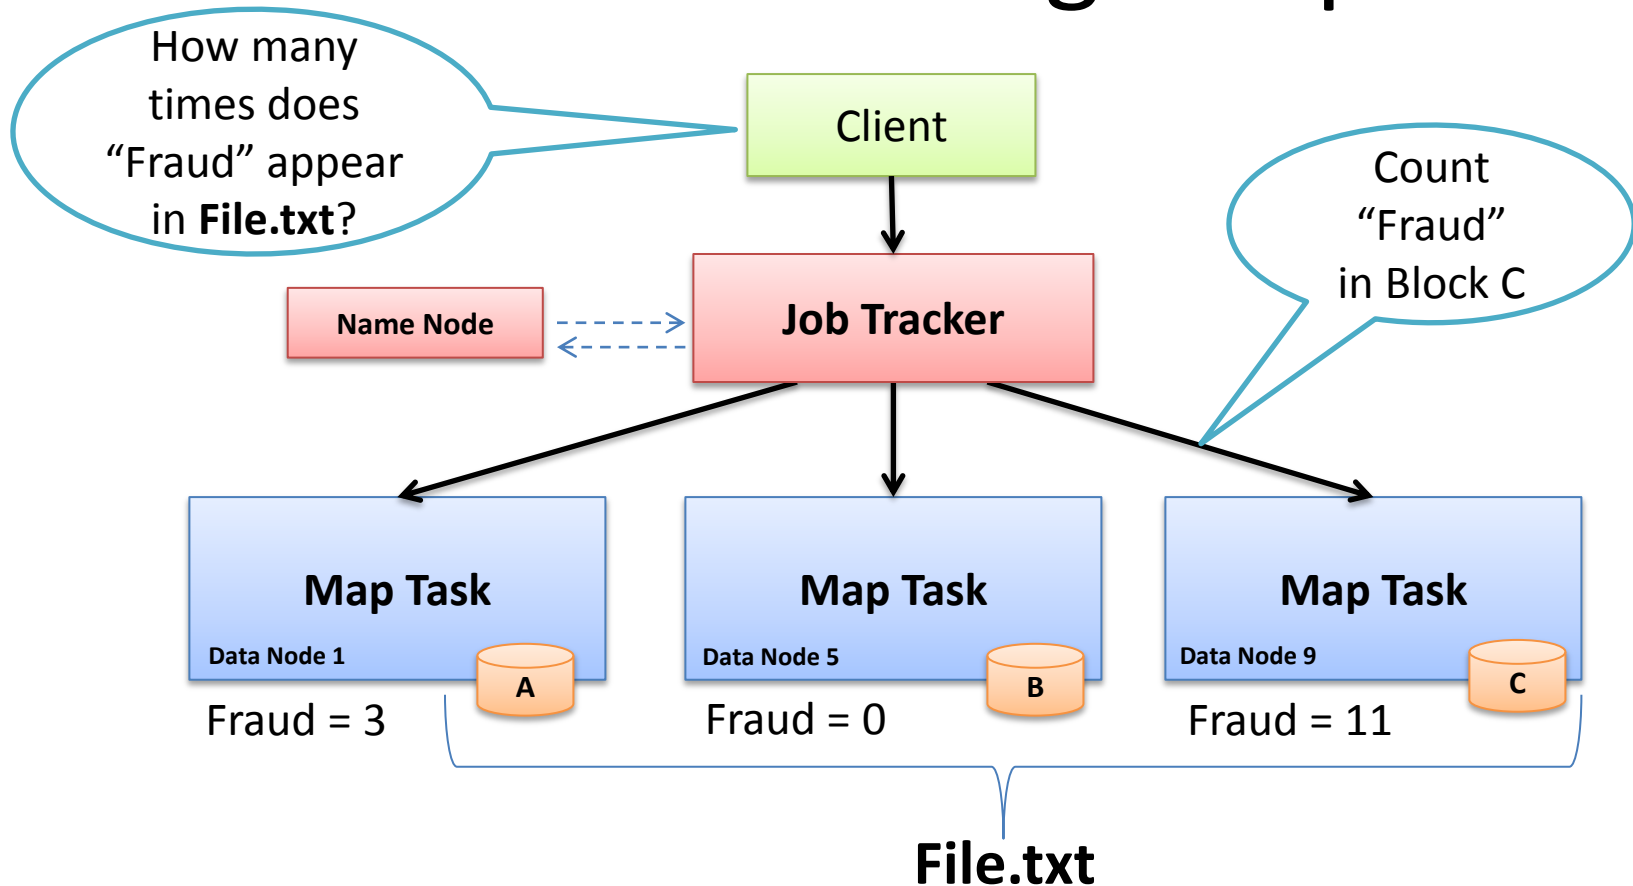 How many
times does
“Fraud” appear
in File.txt?
Client
Count
“Fraud”
in Block C
Name Node
Job Tracker
Map Task
Data Node 1
A
Map Task
Data Node 5
B
Map Task
Data Node 9
C
Fraud = 3
Fraud = 0
Fraud = 11
File.txt